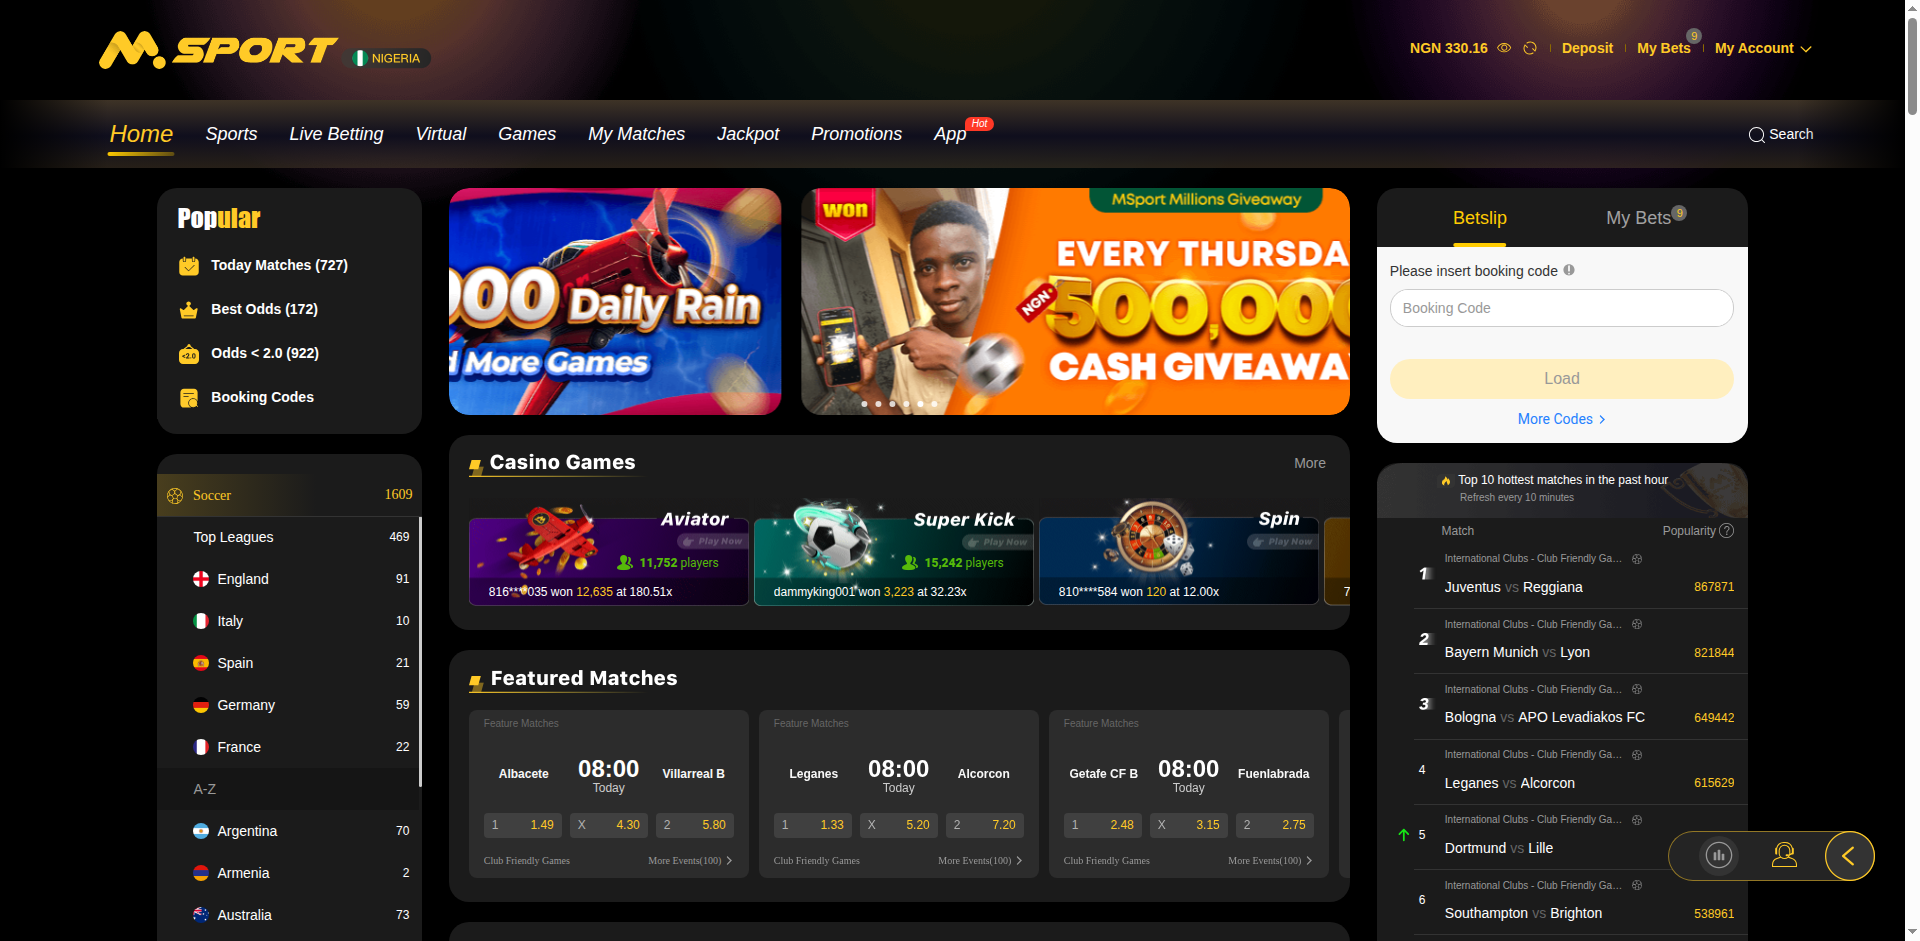 M.SPORT
NIGERIA
NGN 330.16
Deposit
My Bets
9
My Account
Home
Sports
Live Betting
Virtual
Games
My Matches
Jackpot
Promotions
App
Hot
Search
Popular
Today Matches (727)
Best Odds (172)
<2.0
Odds < 2.0 (922)
Booking Codes
Soccer
1609
Top Leagues
469
England
91
Italy
10
Spain
21
Germany
59
France
22
A-Z
Argentina
70
Armenia
2
Australia
73
000 Daily Rain
d More Games
won
MSport Millions Giveaway
EVERY THURSDA
NGN
500,000
CASH GIVEAWA
Casino Games
More
Aviator
Play Now
11,752 players
816****035 won 12,635 at 180.51x
Super Kick
Play Now
15,242 players
dammyking001 won 3,223 at 32.23x
Spin
Play Now
810****584 won 120 at 12.00x
7
Featured Matches
Feature Matches
Albacete
08:00
Today
Villarreal B
1 1.49
X 4.30
2 5.80
Club Friendly Games
More Events(100)
Feature Matches
Leganes
08:00
Today
Alcorcon
1 1.33
X 5.20
2 7.20
Club Friendly Games
More Events(100)
Feature Matches
Getafe CF B
08:00
Today
Fuenlabrada
1 2.48
X 3.15
2 2.75
Club Friendly Games
More Events(100)
Betslip
My Bets
9
Please insert booking code
Booking Code
Load
More Codes
Top 10 hottest matches in the past hour
Refresh every 10 minutes
Match
Popularity
International Clubs - Club Friendly Ga...
1
Juventus vs Reggiana
867871
International Clubs - Club Friendly Ga...
2
Bayern Munich vs Lyon
821844
International Clubs - Club Friendly Ga...
3
Bologna vs APO Levadiakos FC
649442
International Clubs - Club Friendly Ga...
4
Leganes vs Alcorcon
615629
International Clubs - Club Friendly Ga...
5
Dortmund vs Lille
International Clubs - Club Friendly Ga...
6
Southampton vs Brighton
538961